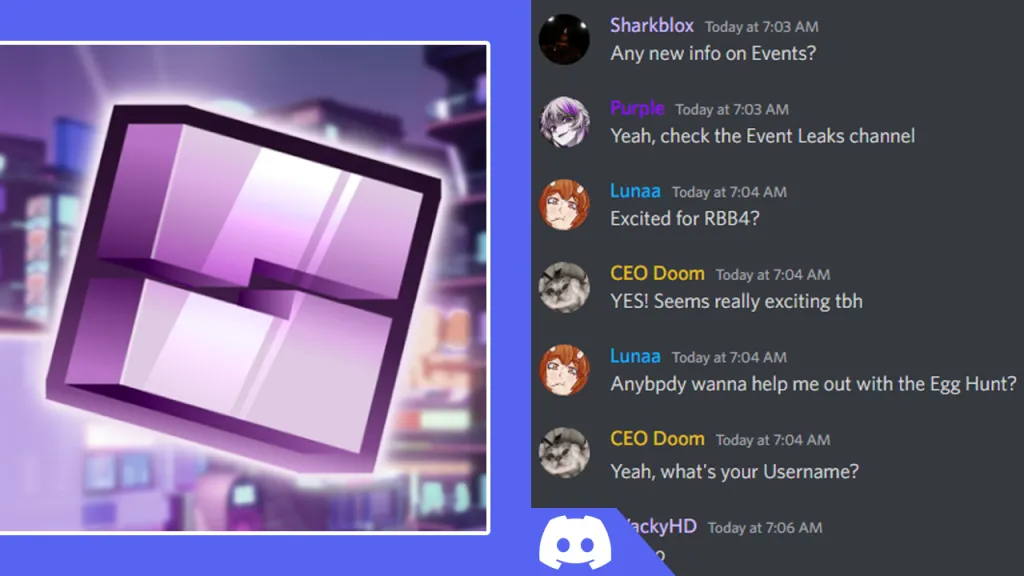 Sharkblox Today at 7:03 AM
Any new info on Events?
Purple Today at 7:03 AM
Yeah, check the Event Leaks channel
Lunaa Today at 7:04 AM
Excited for RBB4?
CEO Doom Today at 7:04 AM
YES! Seems really exciting tbh
Lunaa Today at 7:04 AM
Anybpdy wanna help me out with the Egg Hunt?
CEO Doom Today at 7:04 AM
Yeah, what's your Username?
ackyHD Today at 7:06 AM